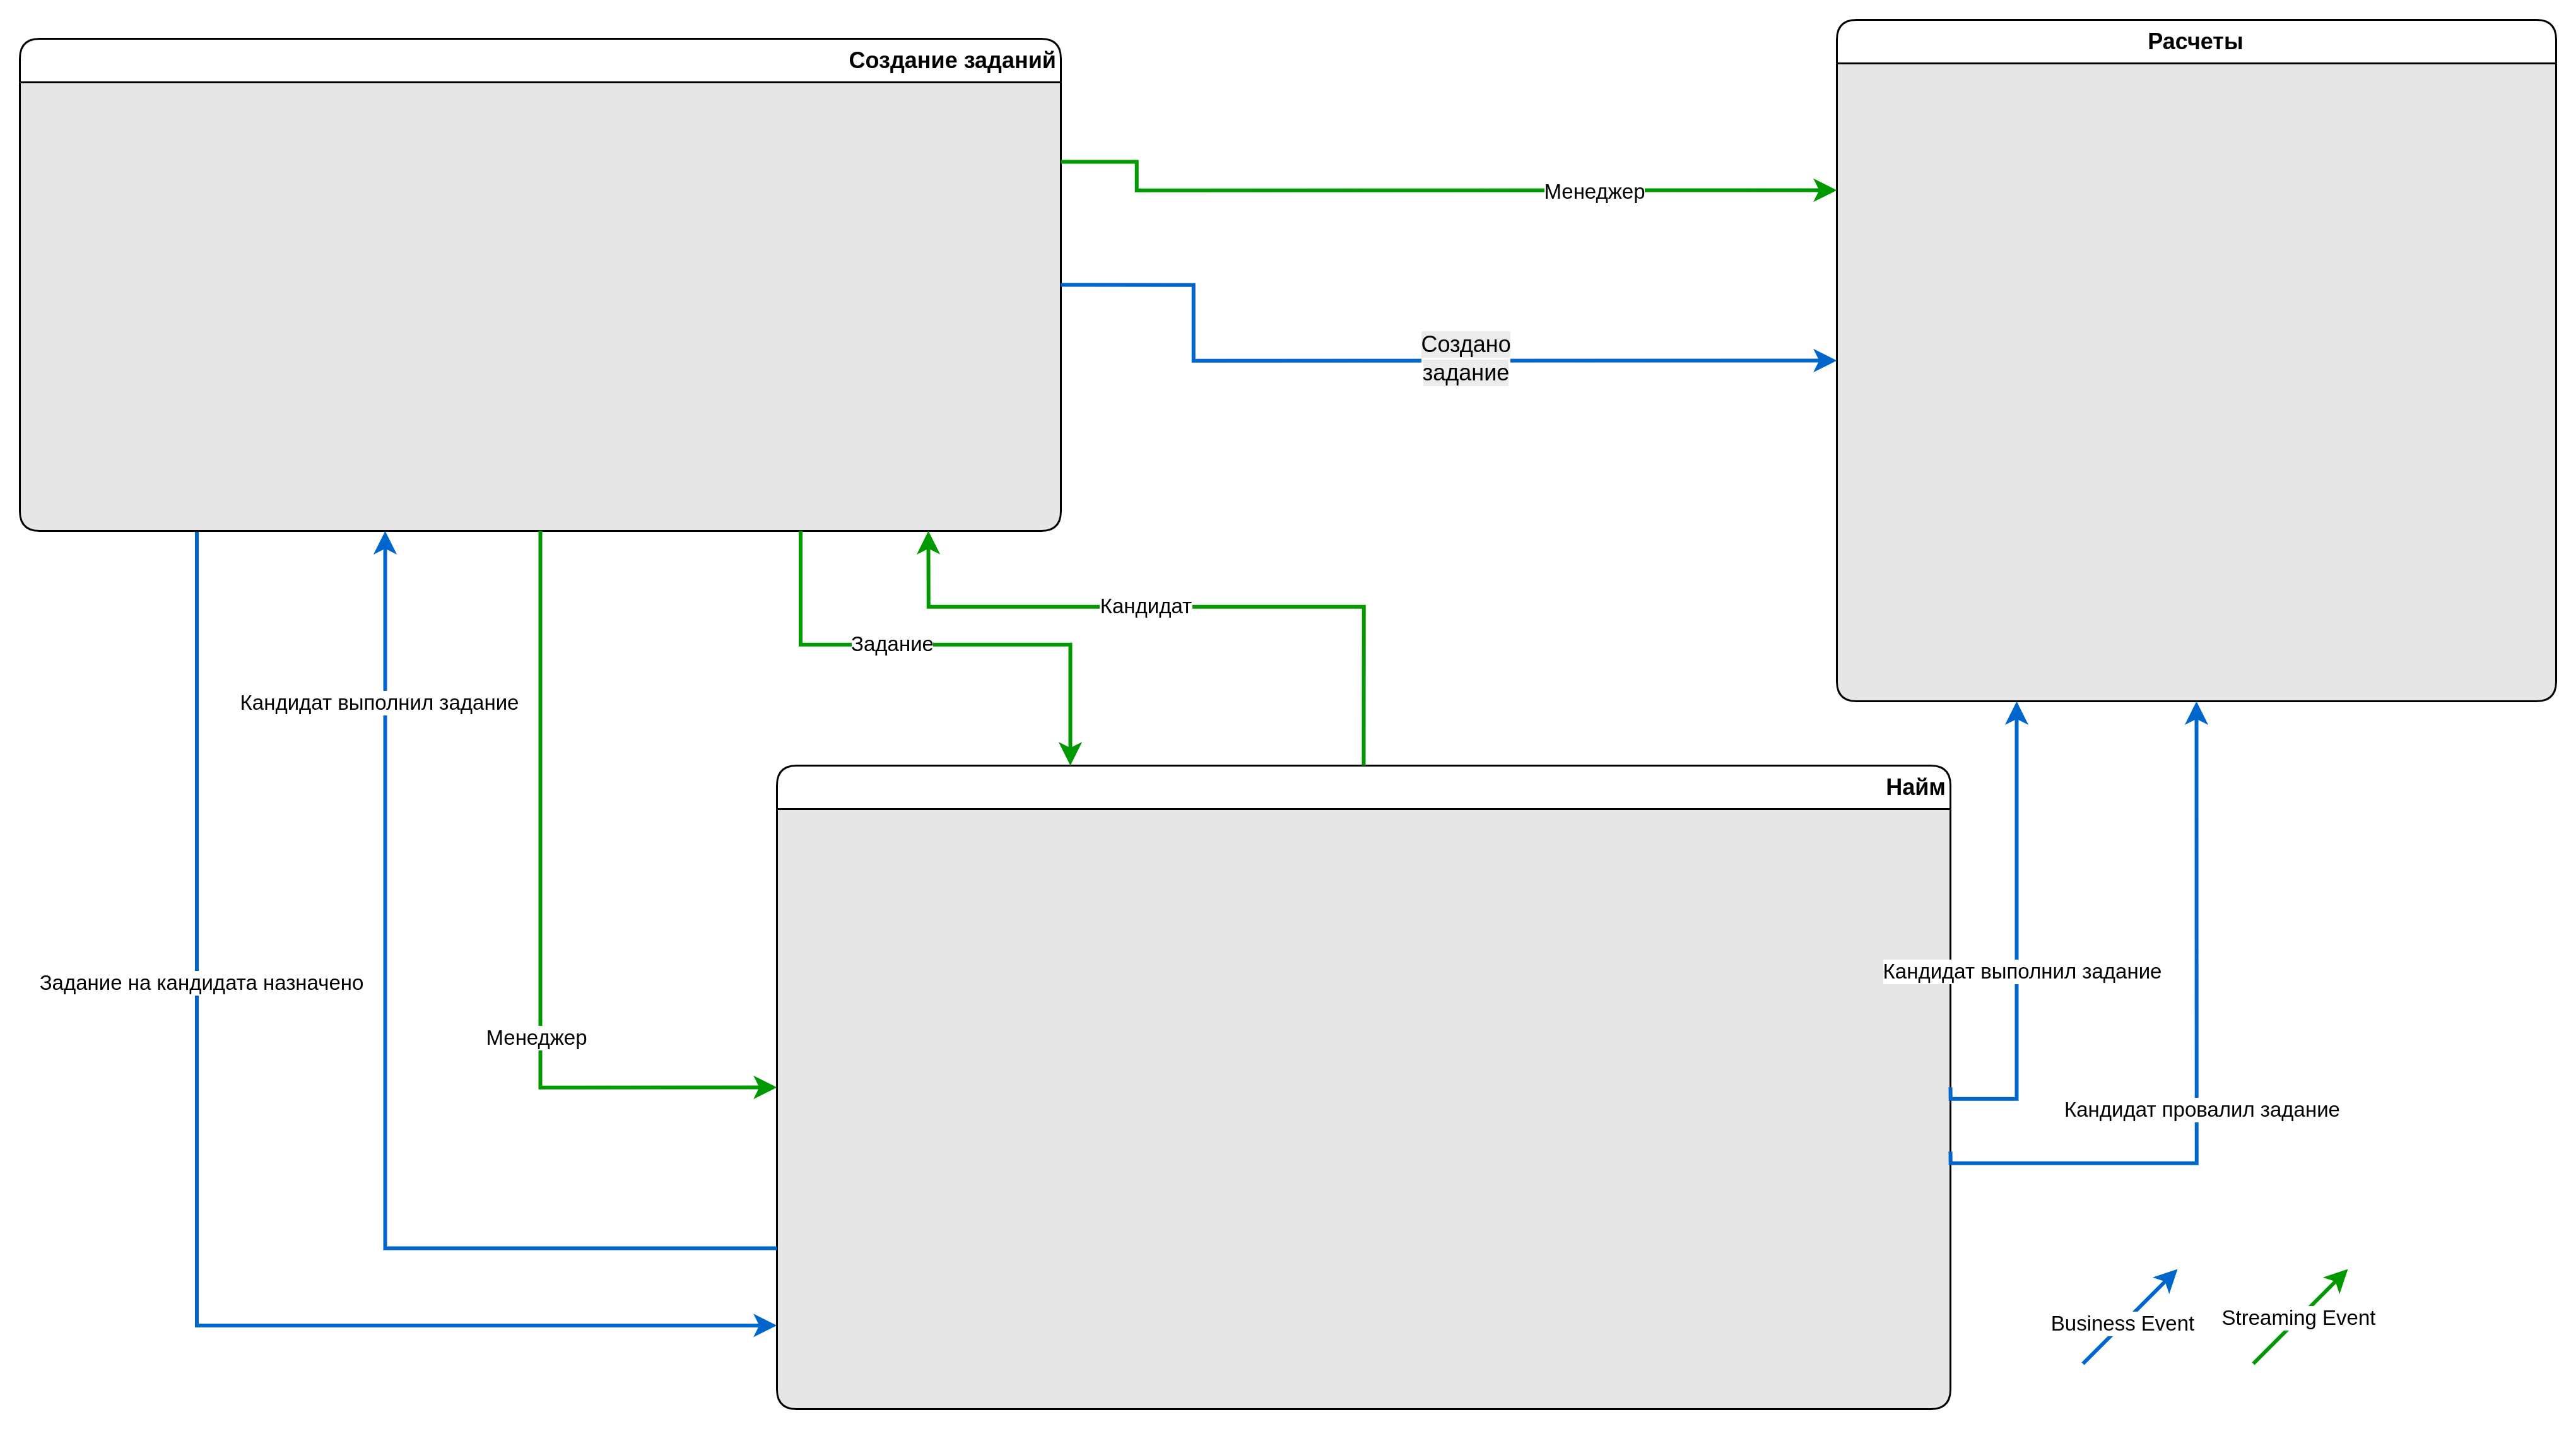 Расчеты
Создание заданий
Менеджер
Создано
задание
Кандидат
Задание
Кандидат выполнил задание
Найм
Кандидат выполнил задание
Задание на кандидата назначено
Менеджер
Кандидат провалил задание
Business Event
Streaming Event